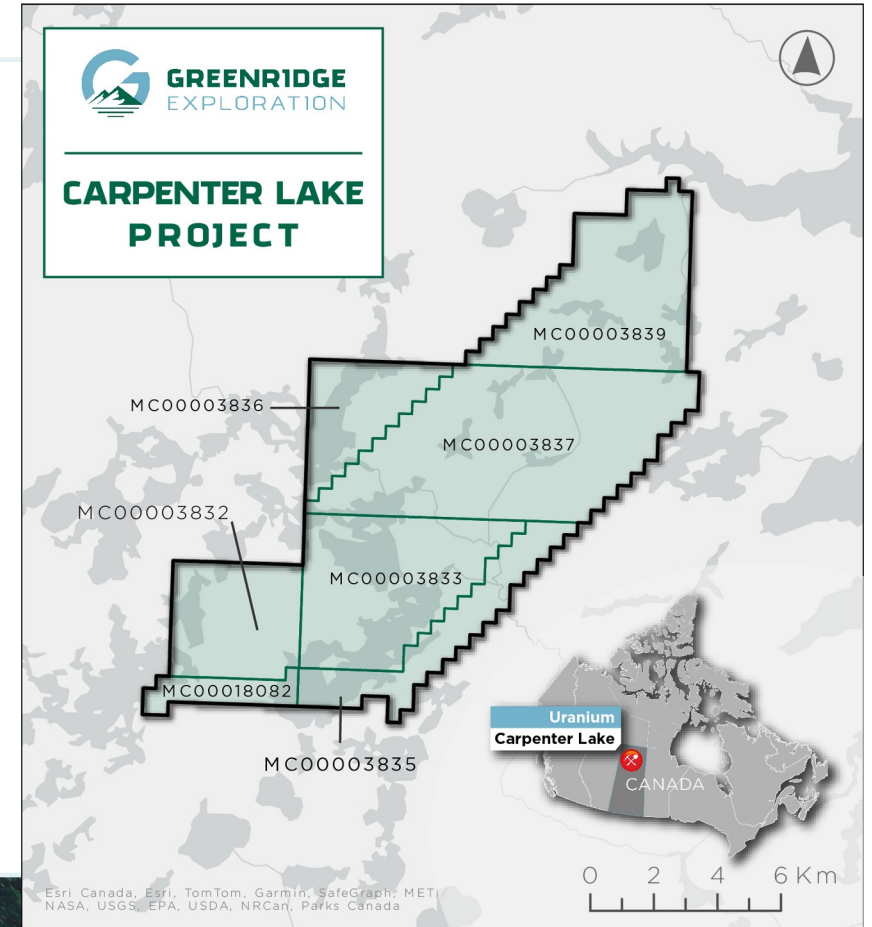 GREENRIDGE
EXPLORATION
CARPENTER LAKE
PROJECT
MC00003839
MC00003836
MC00003837
MC00003832
MC00003833
MC00018082
MC00003835
Uranium
Carpenter Lake
CANADA
0 2 4 6 Km
Esri Canada, Esri, TomTom, Garmin, SafeGraph, METI/
NASA, USGS, EPA, USDA, NRCan, Parks Canada